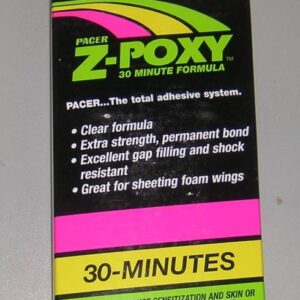 PACER
Z-POXY™
30 MINUTE FORMULA
PACER...The total adhesive system.
• Clear formula
• Extra strength, permanent bond
• Excellent gap filling and shock
resistant
• Great for sheeting foam wings
30-MINUTES
SENSITIZATION AND SKIN OR